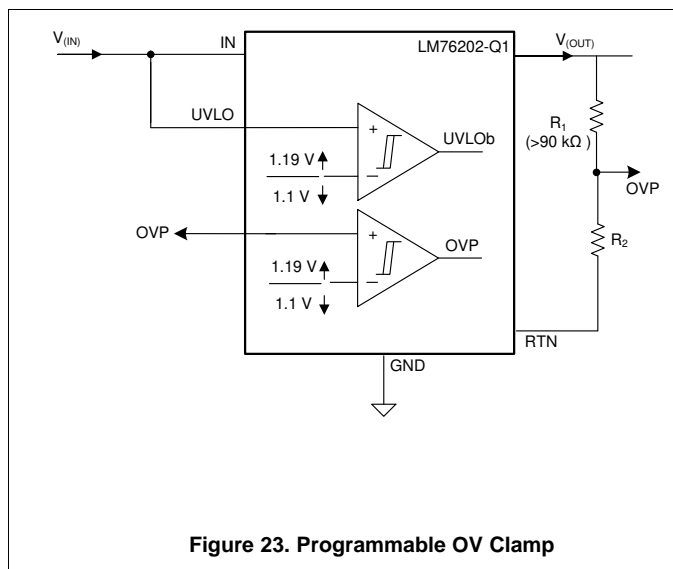 V(IN)
IN
LM76202-Q1
V(OUT)
UVLO
+
UVLOb
R1
(>90 kΩ )
1.19 V
–
1.1 V
OVP
OVP
+
OVP
R2
1.19 V
–
1.1 V
RTN
GND
Figure 23. Programmable OV Clamp